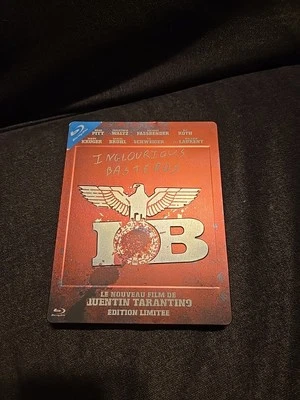 PITT WALTZ FASSBENDER ROTH
KRUGER BRÜHL SCHWEIGER LAURENT
INGLOURIOUS
BASTERDS
IB
LE NOUVEAU FILM DE
QUENTIN TARANTINO
EDITION LIMITEE